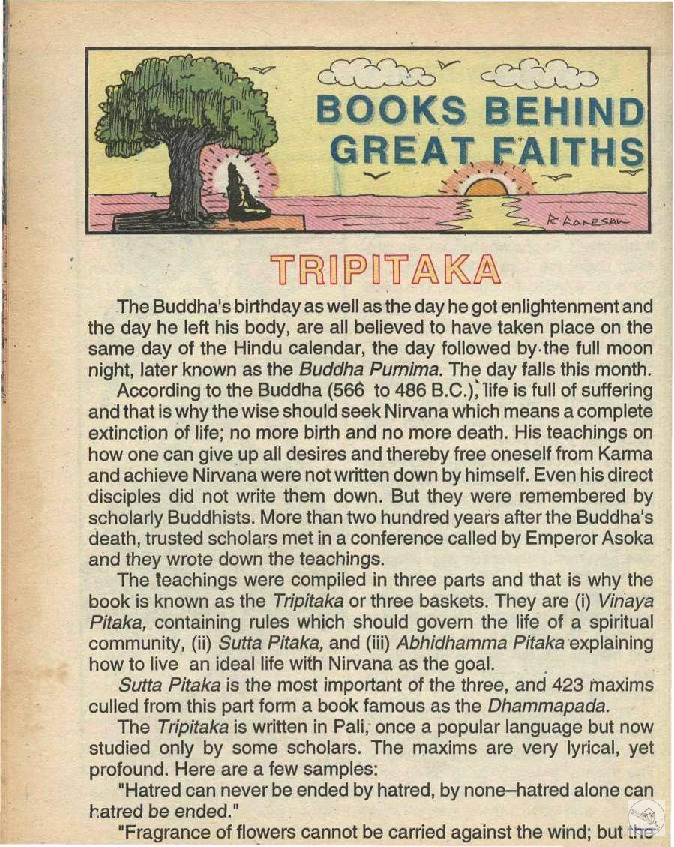 BOOKS BEHIND
GREAT FAITHS
TRIPITAKA
The Buddha's birthday as well as the day he got enlightenment and
the day he left his body, are all believed to have taken place on the
same day of the Hindu calendar, the day followed by the full moon
night, later known as the Buddha Purnima. The day falls this month.
According to the Buddha (566 to 486 B.C.), life is full of suffering
and that is why the wise should seek Nirvana which means a complete
extinction of life; no more birth and no more death. His teachings on
how one can give up all desires and thereby free oneself from Karma
and achieve Nirvana were not written down by himself. Even his direct
disciples did not write them down. But they were remembered by
scholarly Buddhists. More than two hundred years after the Buddha's
death, trusted scholars met in a conference called by Emperor Asoka
and they wrote down the teachings.
The teachings were compiled in three parts and that is why the
book is known as the Tripitaka or three baskets. They are (i) Vinaya
Pitaka, containing rules which should govern the life of a spiritual
community, (ii) Sutta Pitaka, and (iii) Abhidhamma Pitaka explaining
how to live an ideal life with Nirvana as the goal.
Sutta Pitaka is the most important of the three, and 423 maxims
culled from this part form a book famous as the Dhammapada.
The Tripitaka is written in Pali, once a popular language but now
studied only by some scholars. The maxims are very lyrical, yet
profound. Here are a few samples:
"Hatred can never be ended by hatred, by none–hatred alone can
hatred be ended."
"Fragrance of flowers cannot be carried against the wind; but the